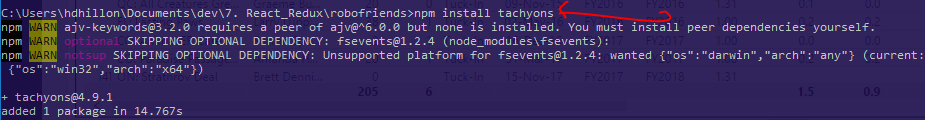 C:\Users\hdhillon\Documents\dev\7. React_Redux\robofriends>npm install tachyons
npm WARN ajv-keywords@3.2.0 requires a peer of ajv@^6.0.0 but none is installed. You must install peer dependencies yourself.
npm WARN optional SKIPPING OPTIONAL DEPENDENCY: fsevents@1.2.4 (node_modules\fsevents):
npm WARN notsup SKIPPING OPTIONAL DEPENDENCY: Unsupported platform for fsevents@1.2.4: wanted {"os":"darwin","arch":"any"} (current:
{"os":"win32","arch":"x64"})
+ tachyons@4.9.1
added 1 package in 14.767s